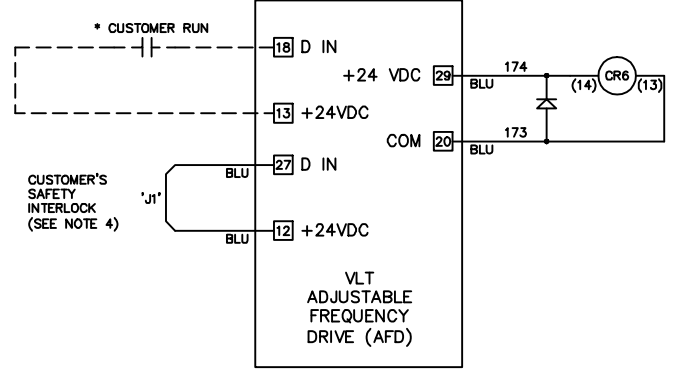 * CUSTOMER RUN
18 D IN
+24 VDC 29 174
BLU
CR6
(14) (13)
13 +24VDC
COM 20 173
BLU
27 D IN
BLU
CUSTOMER'S
SAFETY
INTERLOCK
(SEE NOTE 4)
'J1'
12 +24VDC
BLU
VLT
ADJUSTABLE
FREQUENCY
DRIVE (AFD)